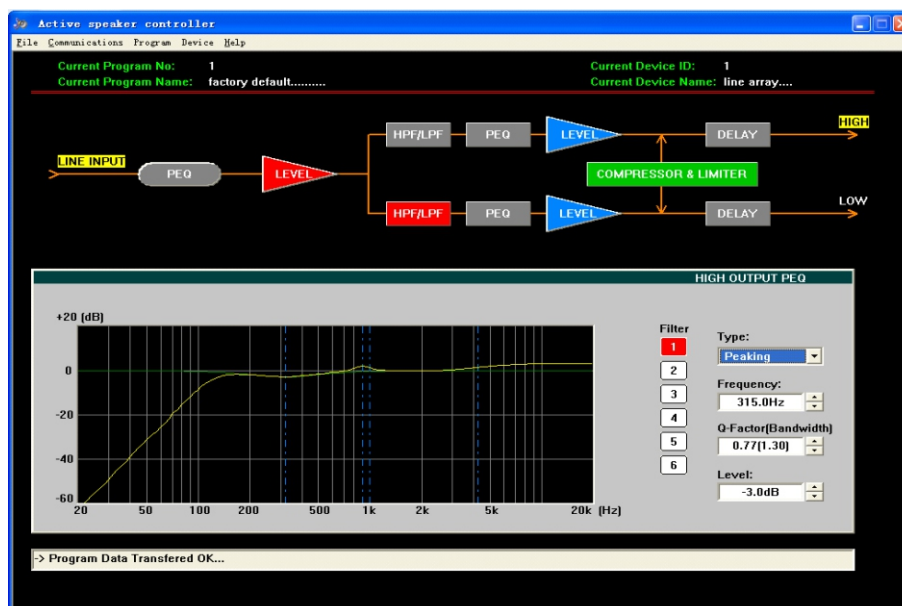 Active speaker controller
File Communications Program Device Help
Current Program No: 1 Current Device ID: 1
Current Program Name: factory default.......... Current Device Name: line array....
HIGH
HPF/LPF PEQ LEVEL DELAY
LINE INPUT
PEQ LEVEL COMPRESSOR & LIMITER
LOW
HPF/LPF PEQ LEVEL DELAY
HIGH OUTPUT PEQ
+20 (dB)
0
-20
-40
-60
20 50 100 200 500 1k 2k 5k 20k (Hz)
Filter
1
2
3
4
5
6
Type:
Peaking
Frequency:
315.0Hz
Q-Factor(Bandwidth)
0.77(1.30)
Level:
-3.0dB
-> Program Data Transfered OK...